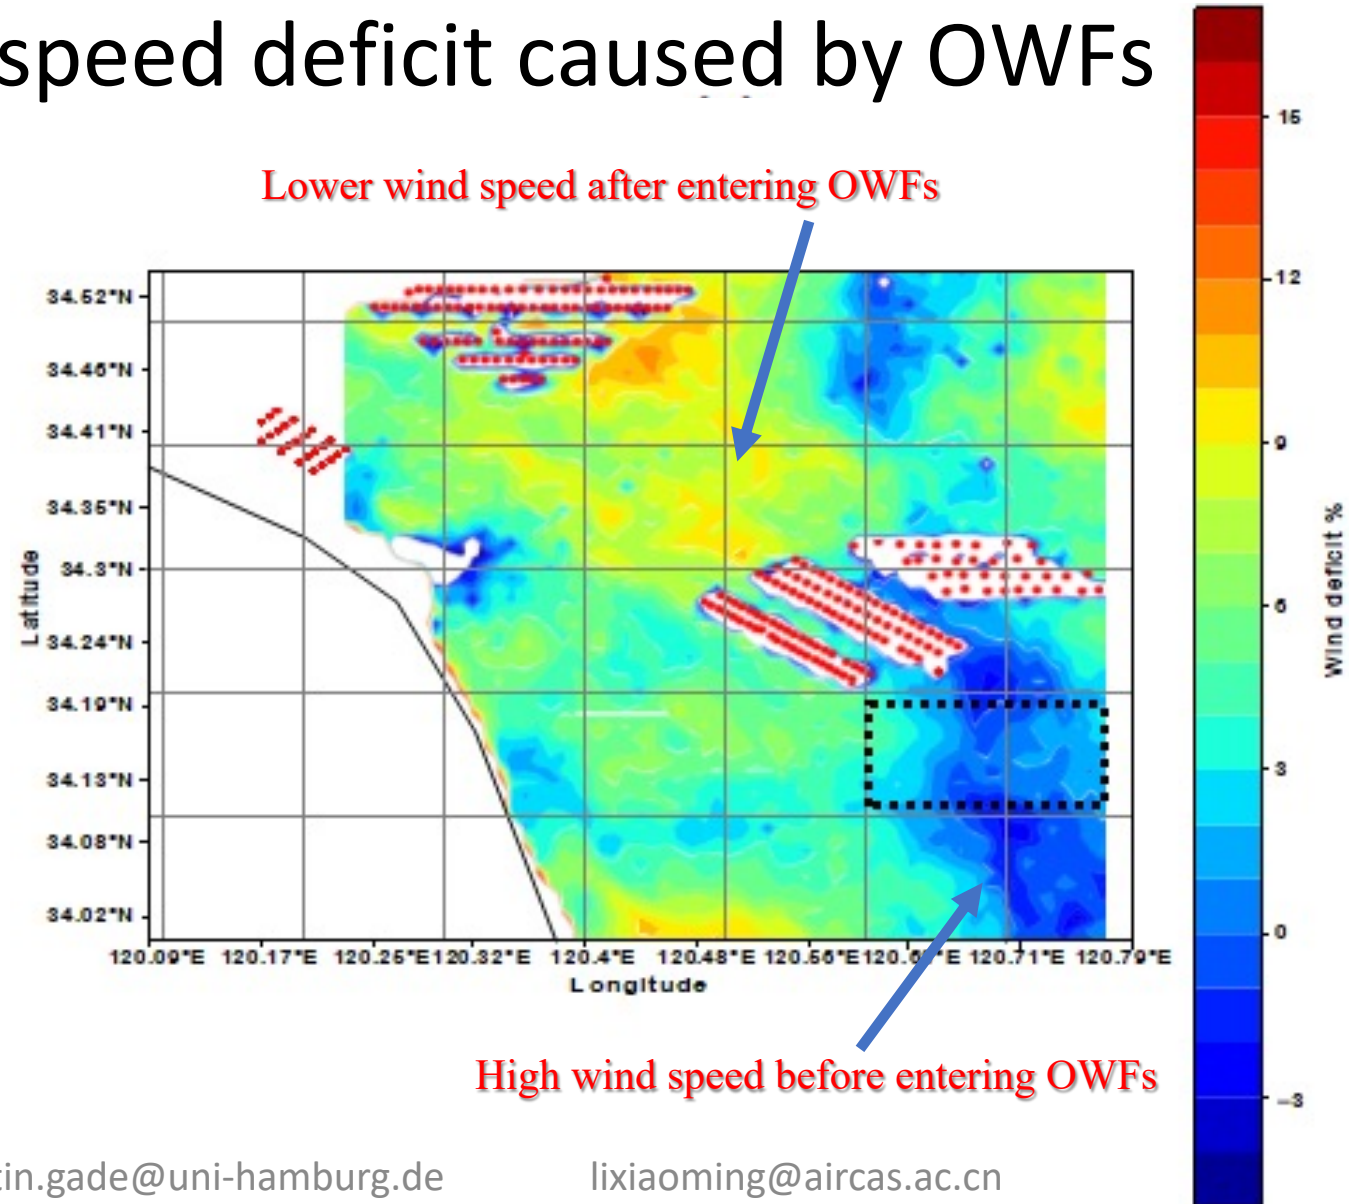 speed deficit caused by OWFs
Lower wind speed after entering OWFs
15
12
9
6
3
0
−3
Wind deficit %
34.52°N
34.46°N
34.41°N
34.35°N
34.3°N
34.24°N
34.19°N
34.13°N
34.08°N
34.02°N
Latitude
120.09°E 120.17°E 120.25°E 120.32°E 120.4°E 120.48°E 120.56°E 120.71°E 120.79°E
Longitude
High wind speed before entering OWFs
tin.gade@uni-hamburg.de lixiaoming@aircas.ac.cn